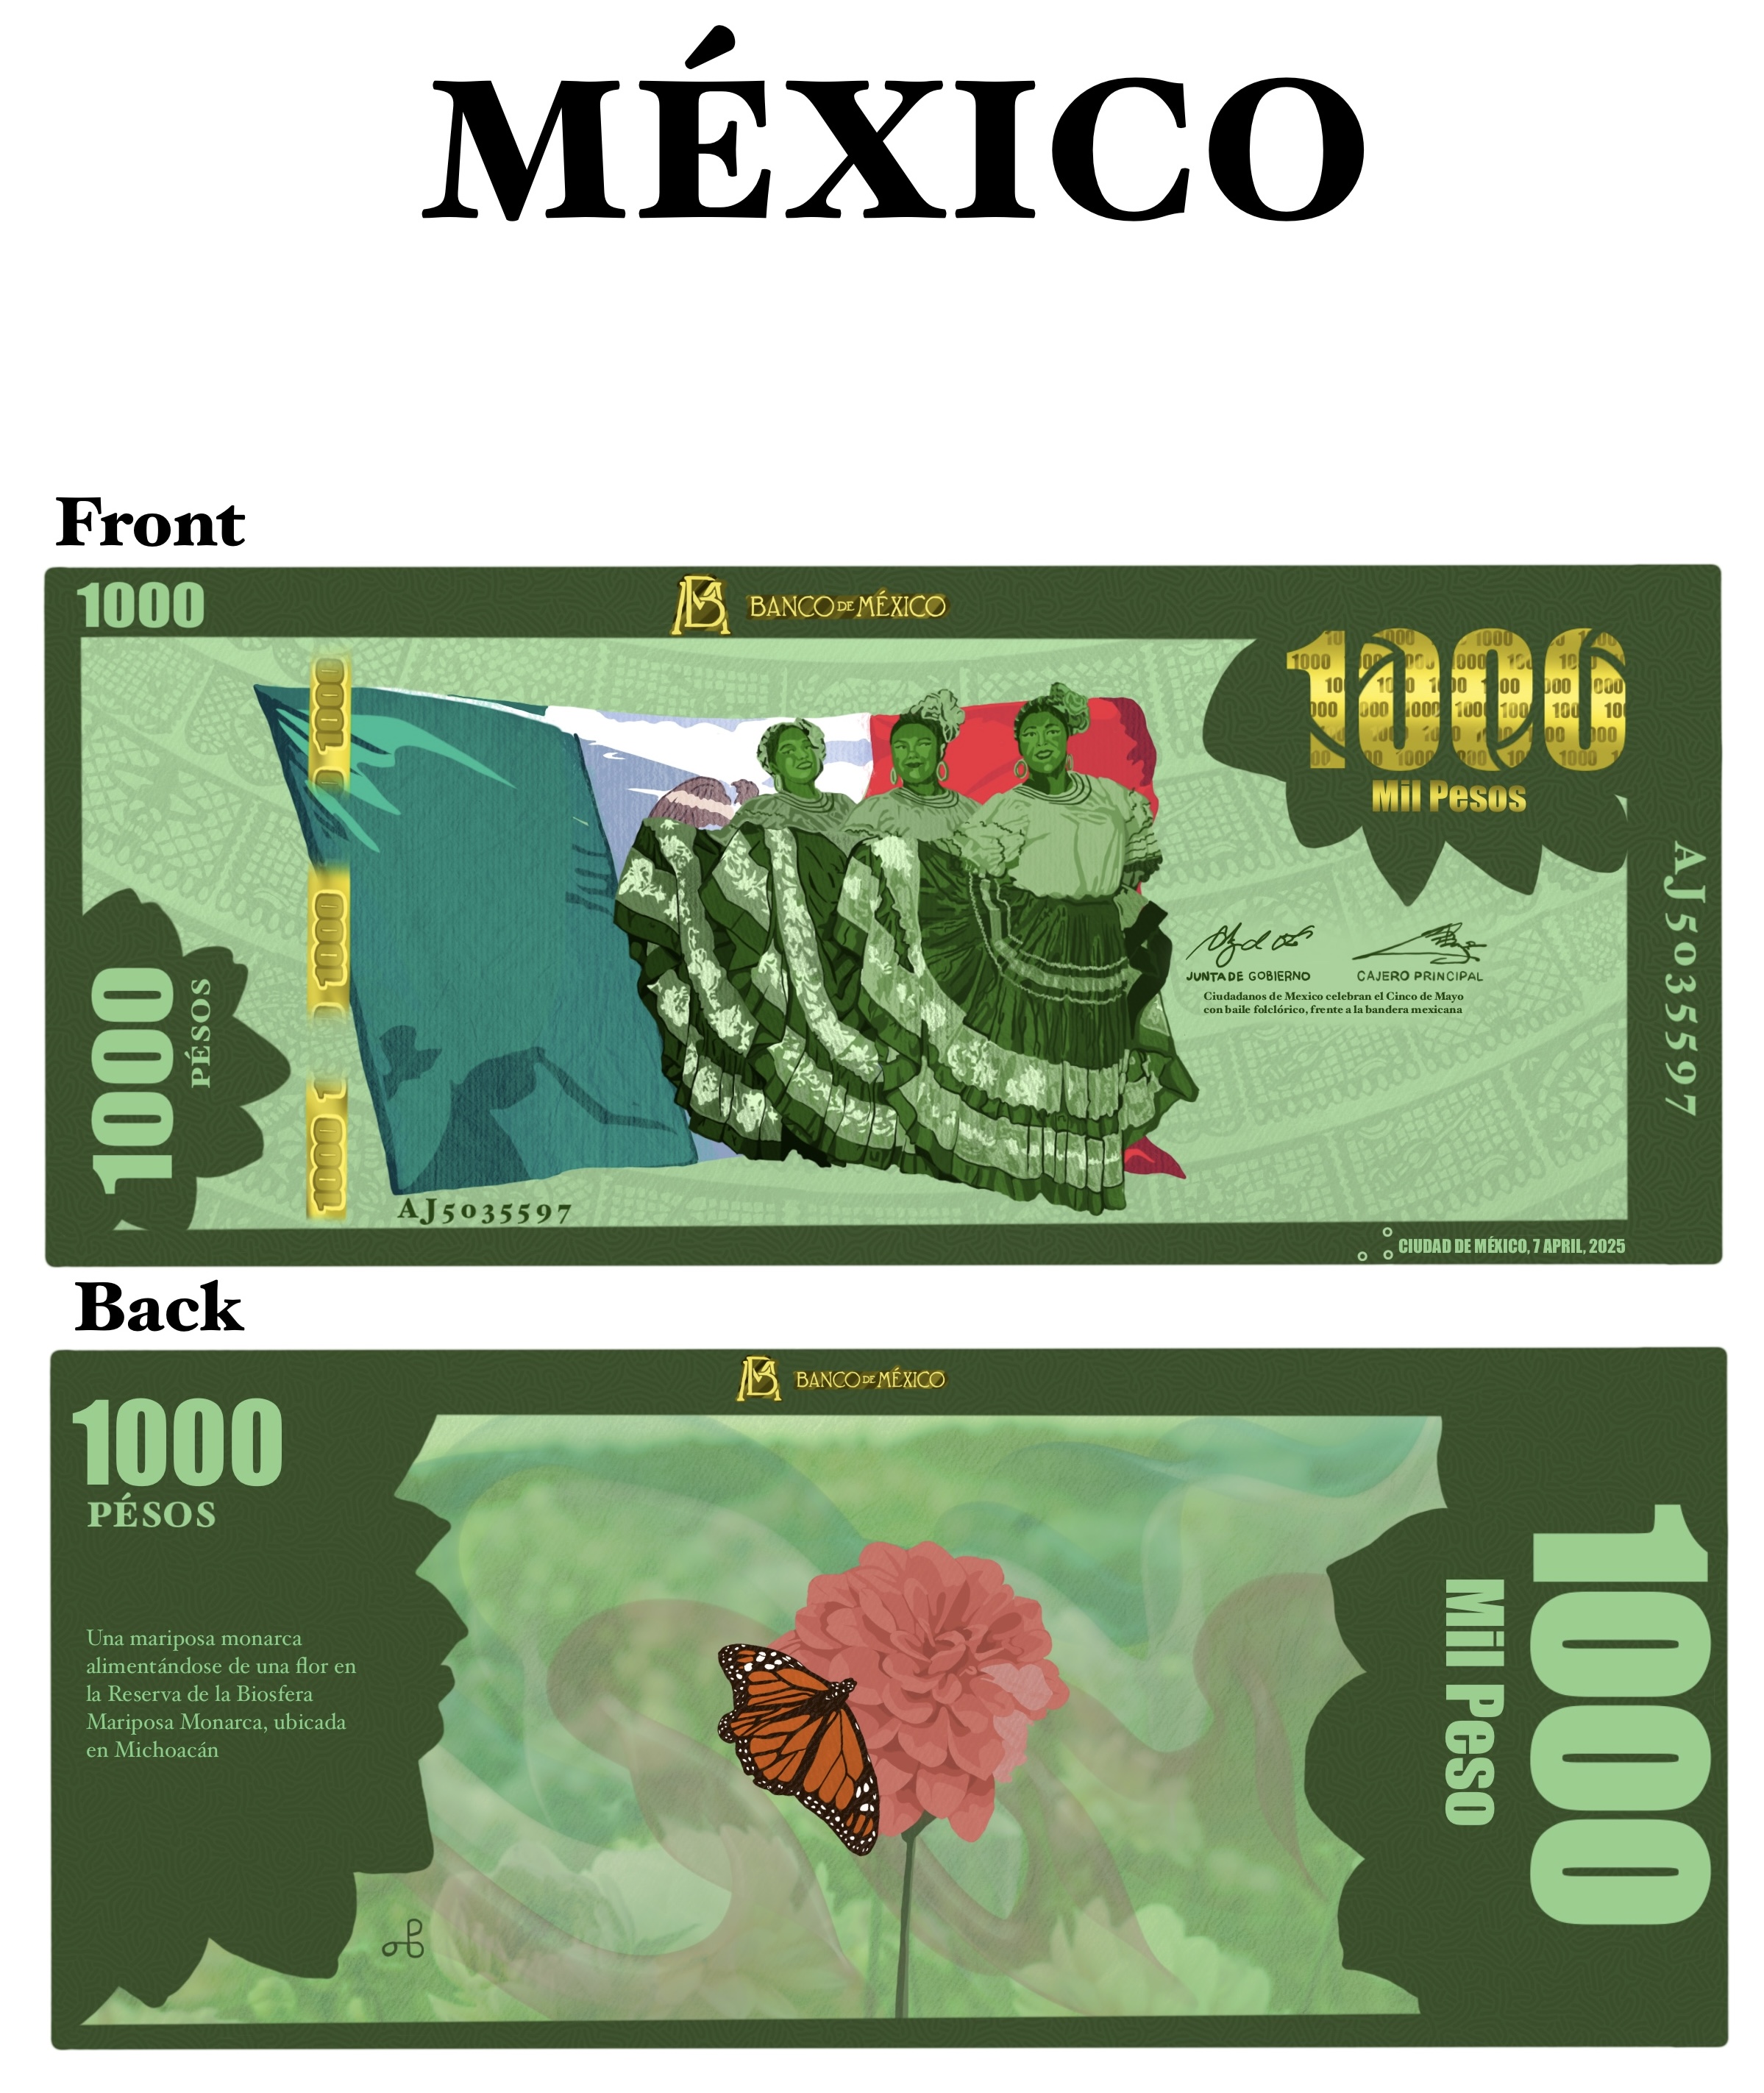 MÉXICO
Front
1000
BANCO DE MÉXICO
1000
Mil Pesos
1000
1000
1000 1
1000
PÉSOS
AJ5035597
JUNTA DE GOBIERNO
CAJERO PRINCIPAL
Ciudadanos de Mexico celebran el Cinco de Mayo
con baile folclórico, frente a la bandera mexicana
AJ5035597
CIUDAD DE MÉXICO, 7 APRIL, 2025
Back
BANCO DE MÉXICO
1000
PÉSOS
Una mariposa monarca
alimentándose de una flor en
la Reserva de la Biosfera
Mariposa Monarca, ubicada
en Michoacán
1000
Mil Peso